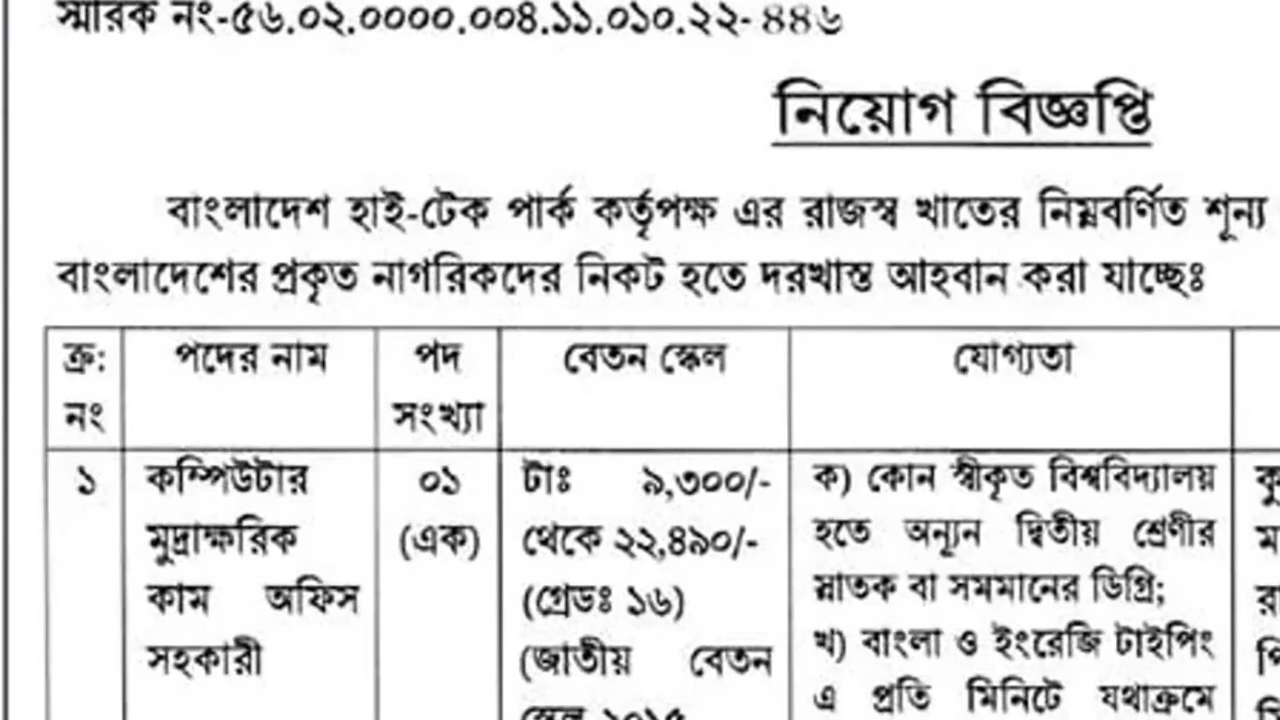 স্মারক নং-৫৬.০২.০০০০.০০৪.১১.০১০.২২-৪৪৬
নিয়োগ বিজ্ঞপ্তি
বাংলাদেশ হাই-টেক পার্ক কর্তৃপক্ষ এর রাজস্ব খাতের নিম্নবর্ণিত শূন্য
বাংলাদেশের প্রকৃত নাগরিকদের নিকট হতে দরখাস্ত আহবান করা যাচ্ছেঃ
ক্র:
নং
পদের নাম
পদ
সংখ্যা
বেতন স্কেল
যোগ্যতা
১
কম্পিউটার
মুদ্রাক্ষরিক
কাম অফিস
সহকারী
০১
(এক)
টাঃ ৯,৩০০/-
থেকে ২২,৪৯০/-
(গ্রেডঃ ১৬)
(জাতীয় বেতন
স্কেল ২০১৫
ক) কোন স্বীকৃত বিশ্ববিদ্যালয়
হতে অন্যূন দ্বিতীয় শ্রেণীর
স্নাতক বা সমমানের ডিগ্রি;
খ) বাংলা ও ইংরেজি টাইপিং
এ প্রতি মিনিটে যথাক্রমে